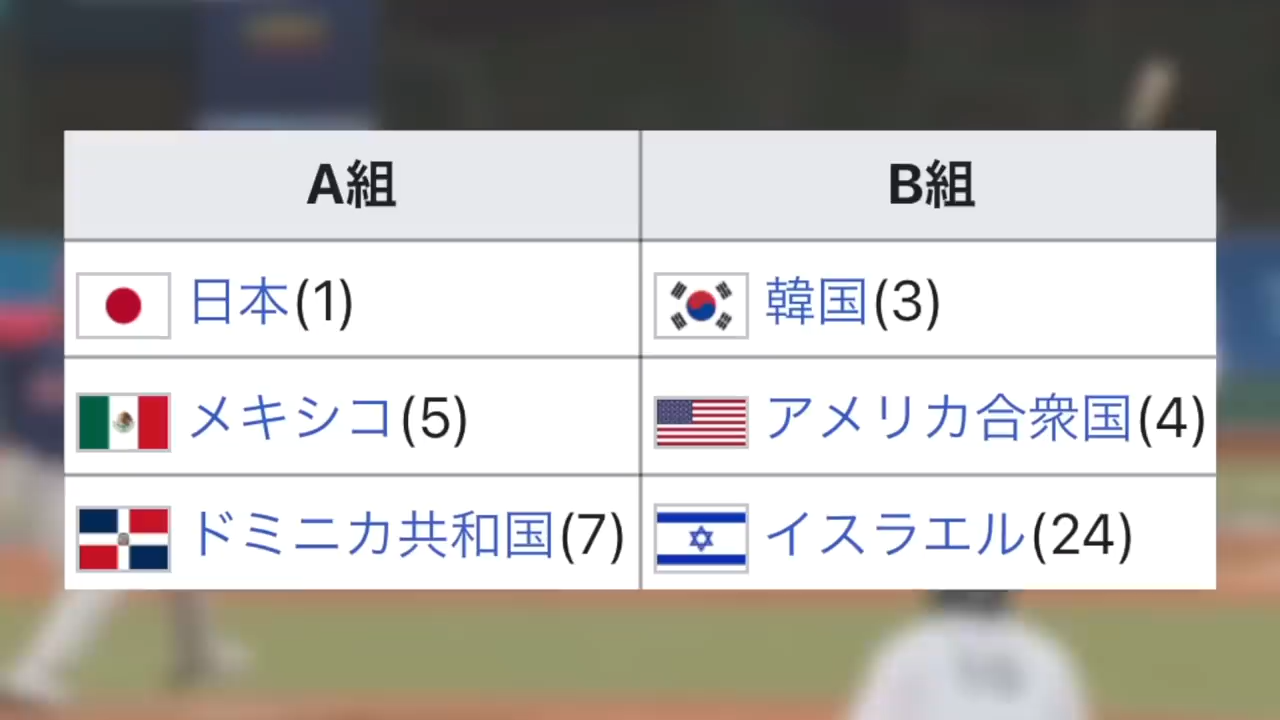 A組 B組
日本(1) 韓国(3)
メキシコ(5) アメリカ合衆国(4)
ドミニカ共和国(7) イスラエル(24)